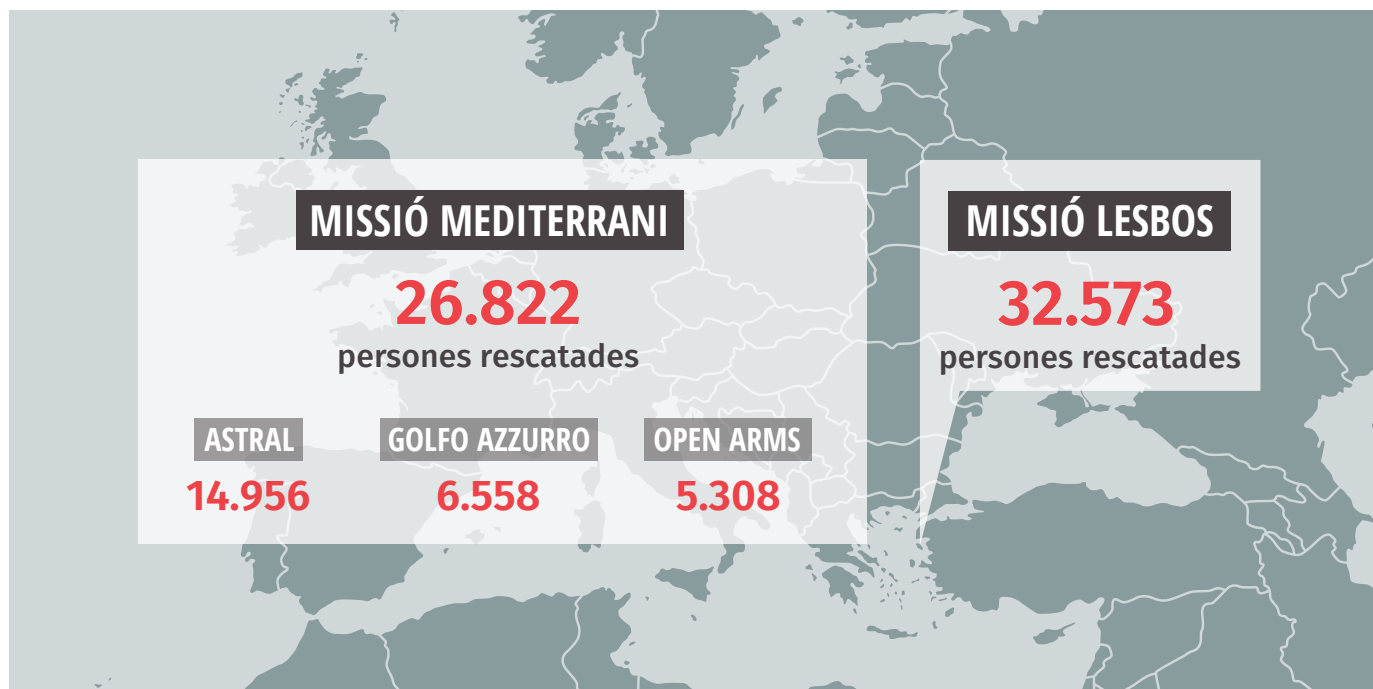 MISSIÓ MEDITERRANI
26.822
persones rescatades
ASTRAL
14.956
GOLFO AZZURRO
6.558
OPEN ARMS
5.308
MISSIÓ LESBOS
32.573
persones rescatades